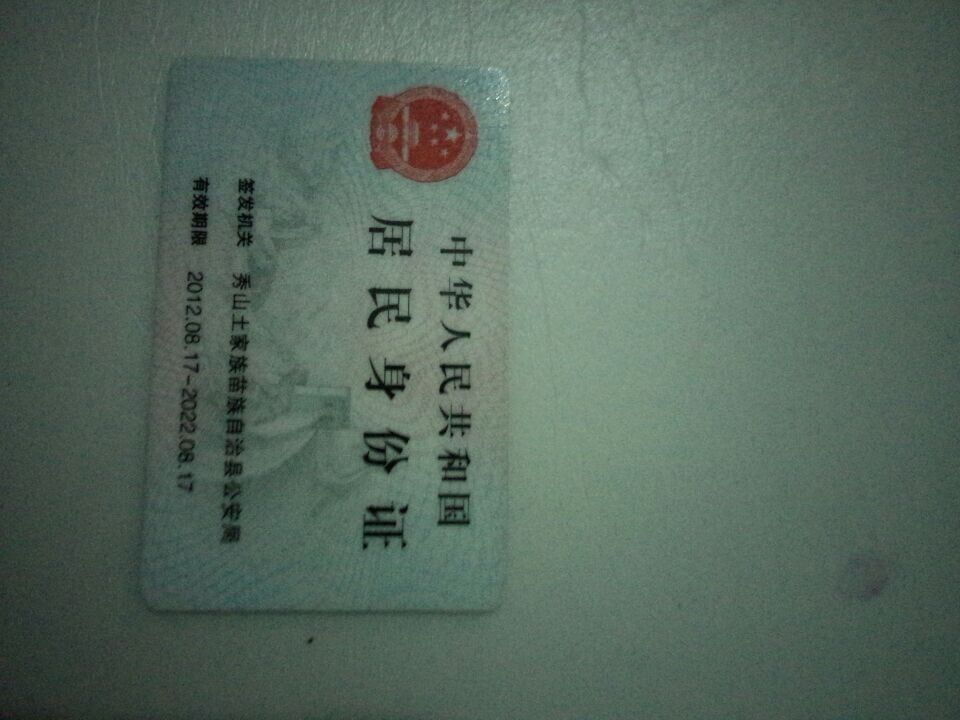 中华人民共和国
居民身份证
签发机关 秀山土家族苗族自治县公安局
有效期限 2012.08.17-2022.08.17